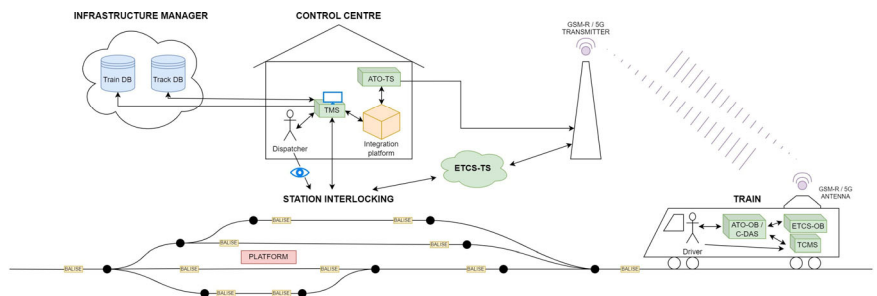 INFRASTRUCTURE MANAGER
CONTROL CENTRE
GSM-R / 5G
TRANSMITTER
Train DB
Track DB
ATO-TS
TMS
Dispatcher
Integration
platform
ETCS-TS
STATION INTERLOCKING
TRAIN
GSM-R / 5G
ANTENNA
ATO-OB /
C-DAS
ETCS-OB
TCMS
Driver
BALISE
BALISE
BALISE
BALISE
PLATFORM
BALISE
BALISE
BALISE
BALISE
BALISE
BALISE
BALISE
BALISE